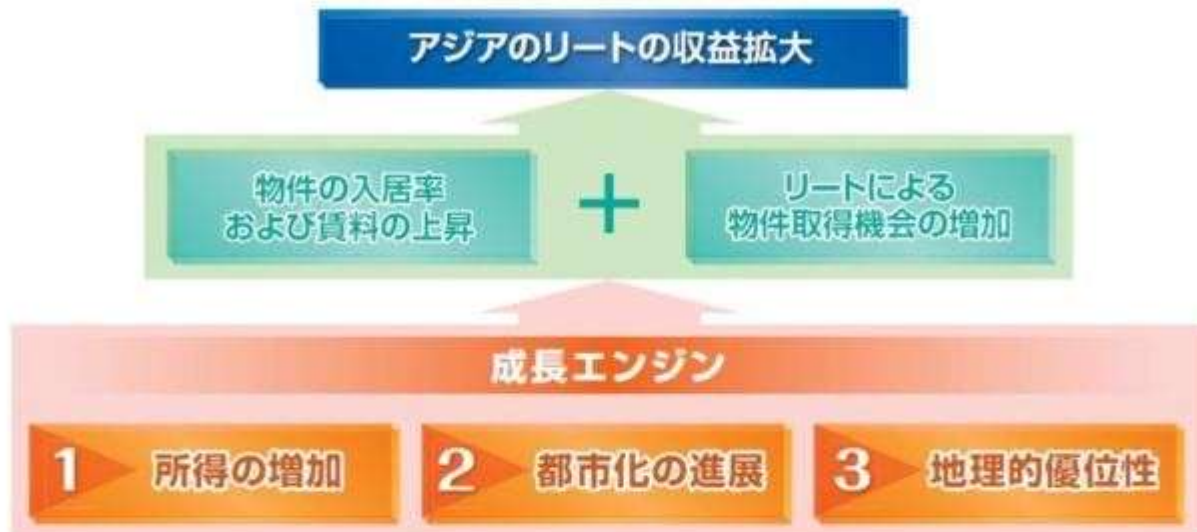 アジアのリートの収益拡大
物件の入居率
および賃料の上昇
+
リートによる
物件取得機会の増加
成長エンジン
1 所得の増加
2 都市化の進展
3 地理的優位性